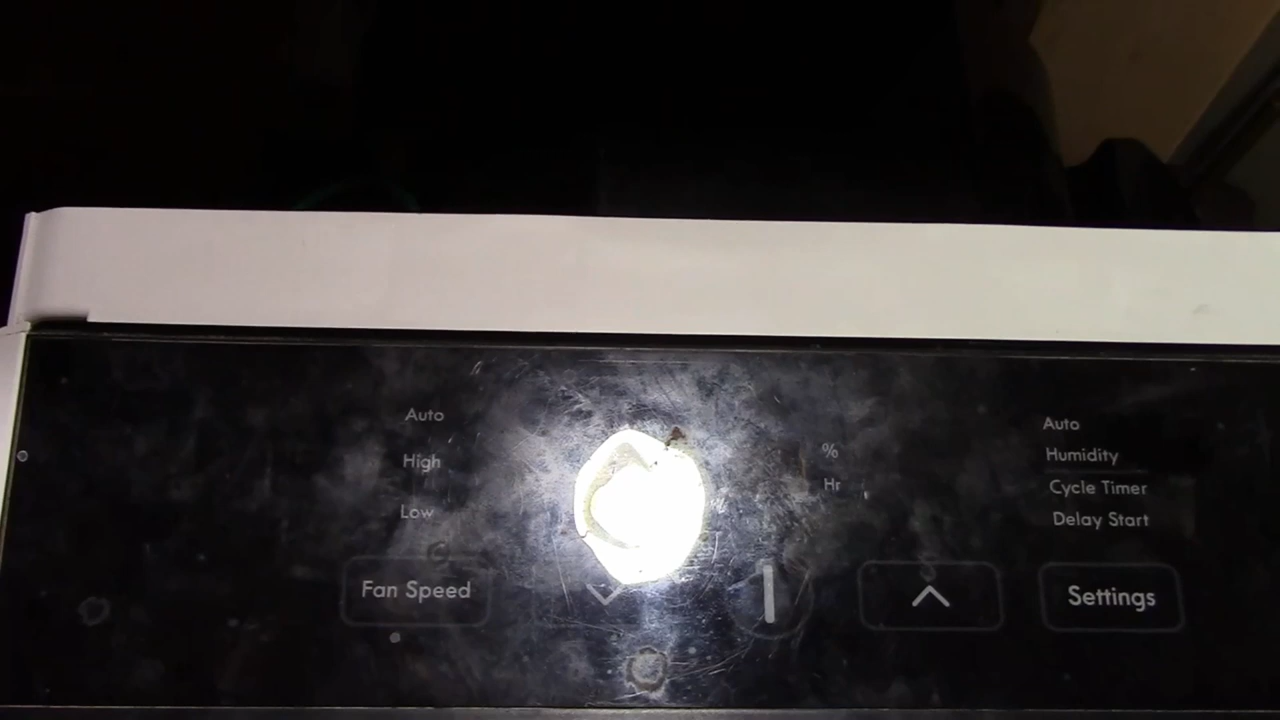 Auto
High
Low
Fan Speed
%
Hr
Auto
Humidity
Cycle Timer
Delay Start
Settings